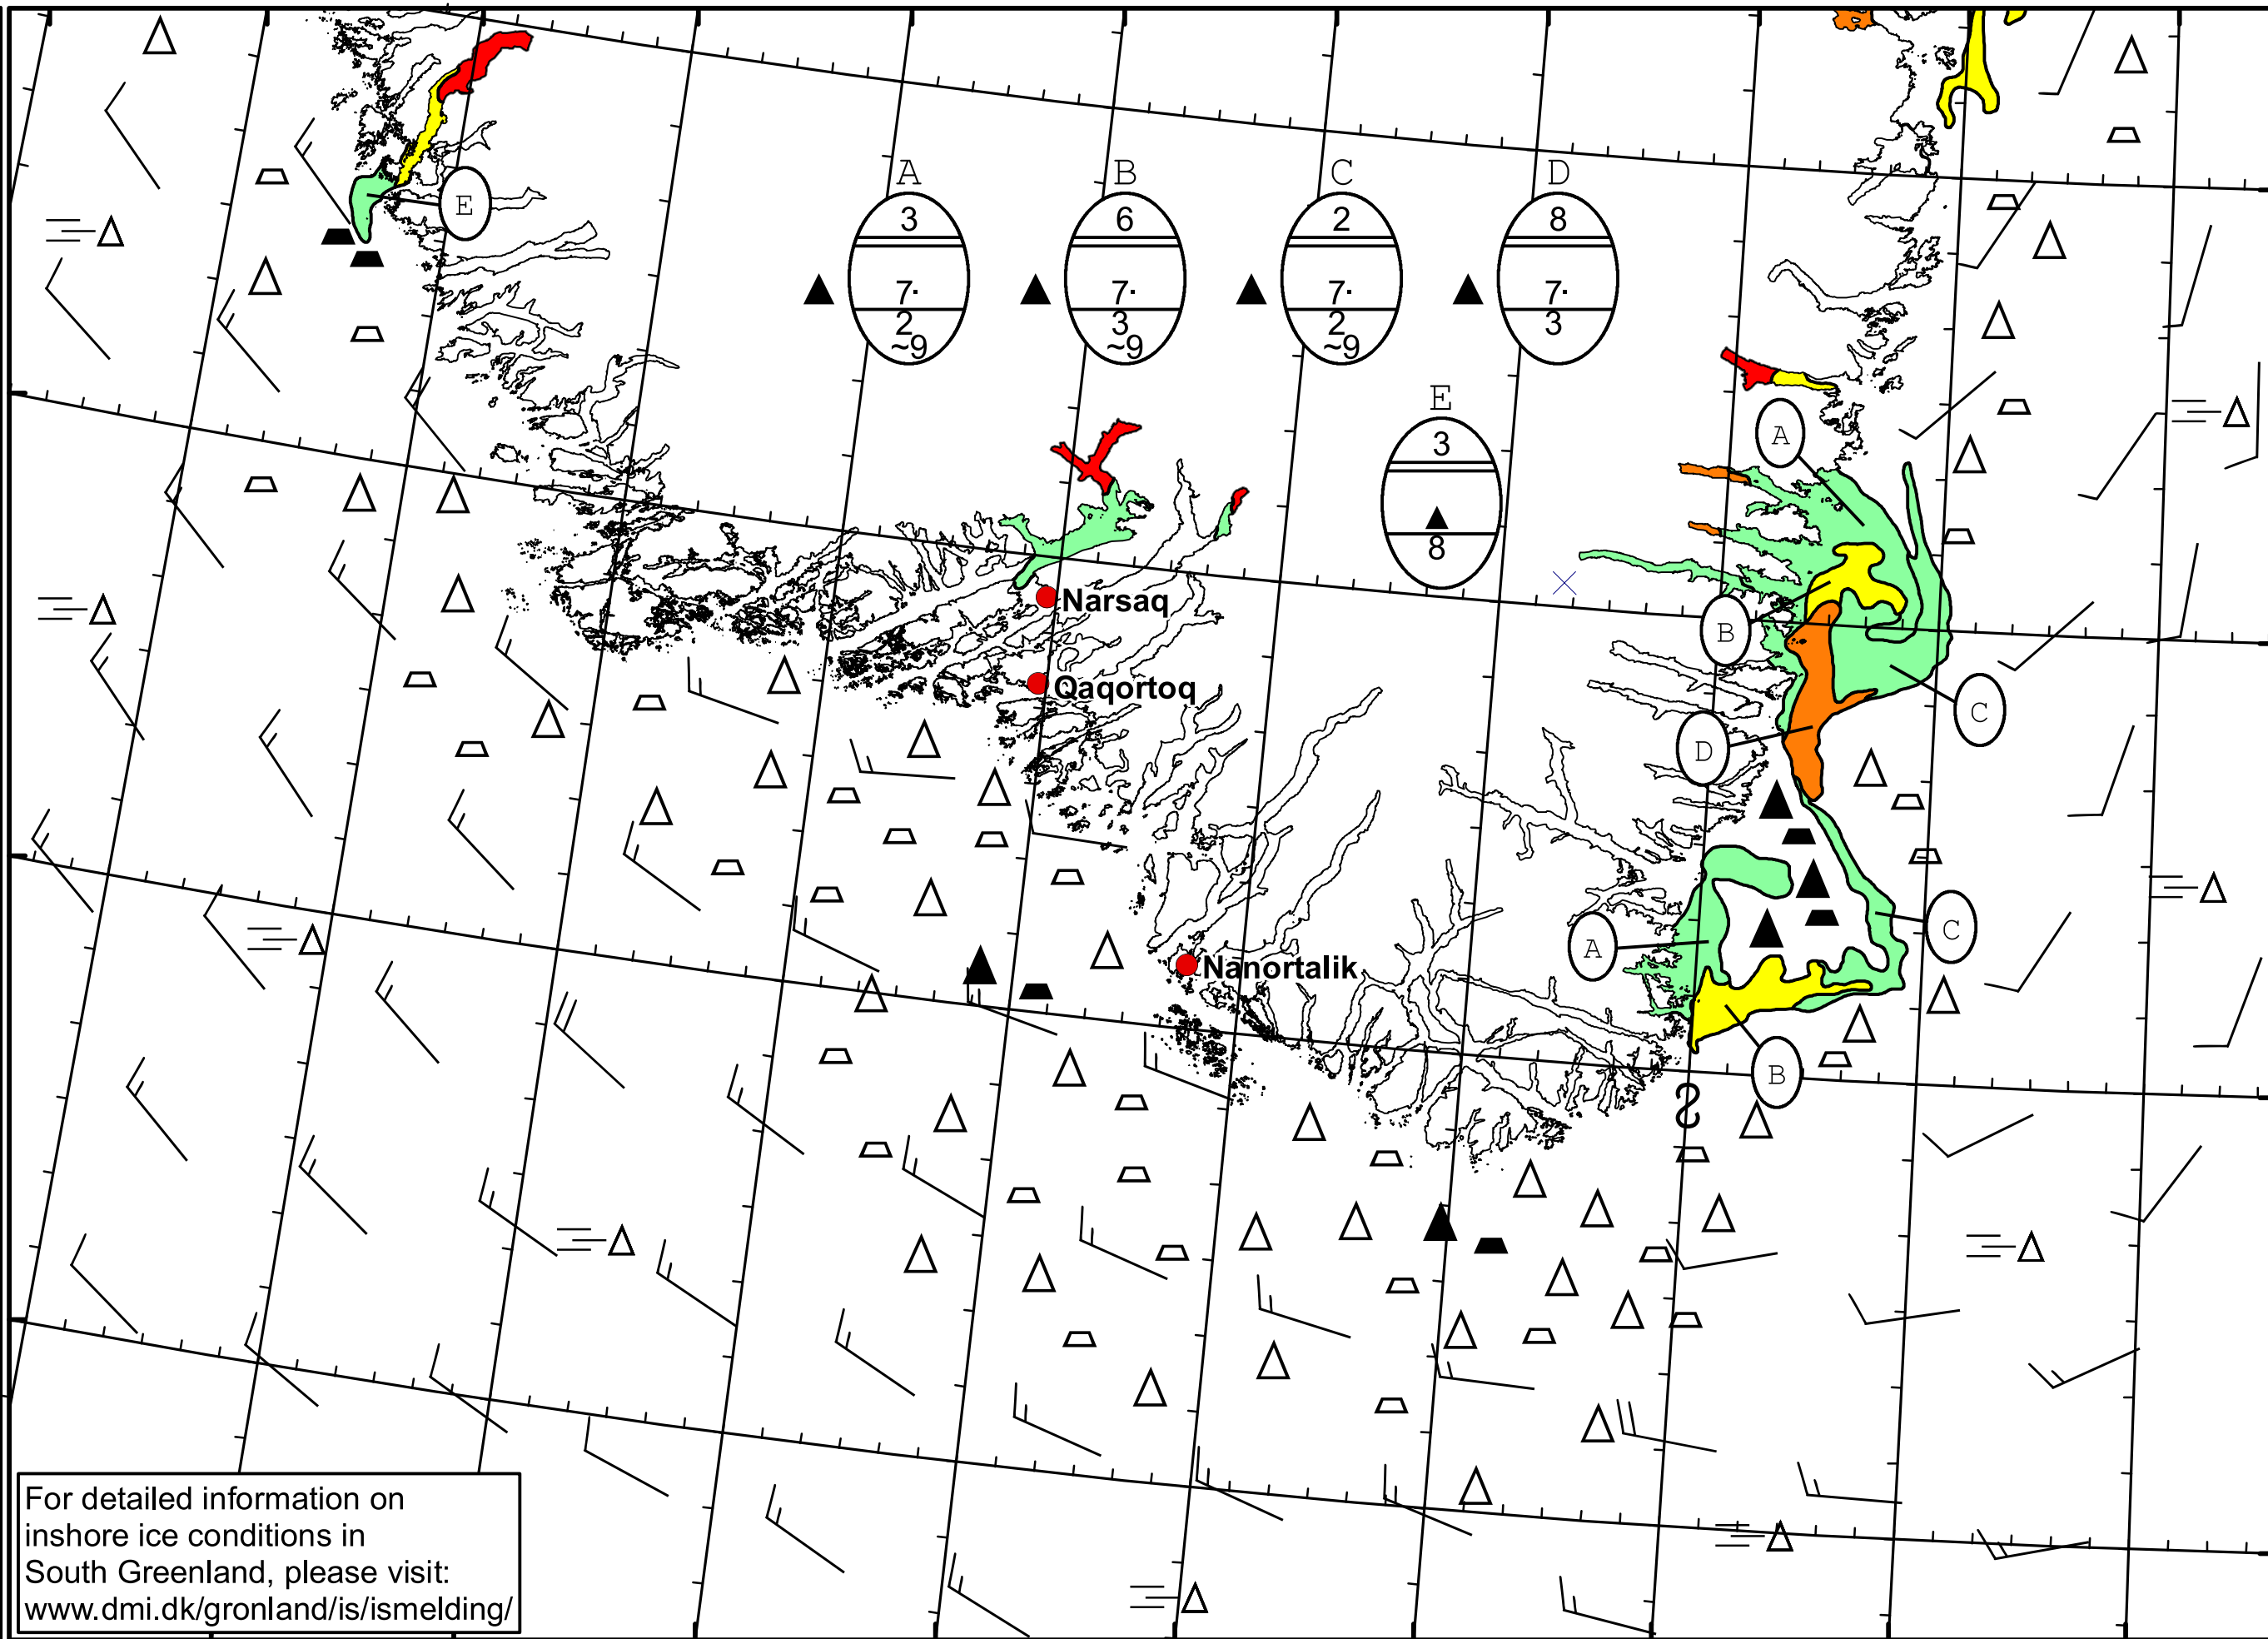 A B C D
3 6 2 8
7· 7· 7· 7·
2 3 2 3
~9 ~9 ~9
E
3
8
E
A
B
C
D
A
C
B
Narsaq
Qaqortoq
Nanortalik
For detailed information on
inshore ice conditions in
South Greenland, please visit:
www.dmi.dk/gronland/is/ismelding/